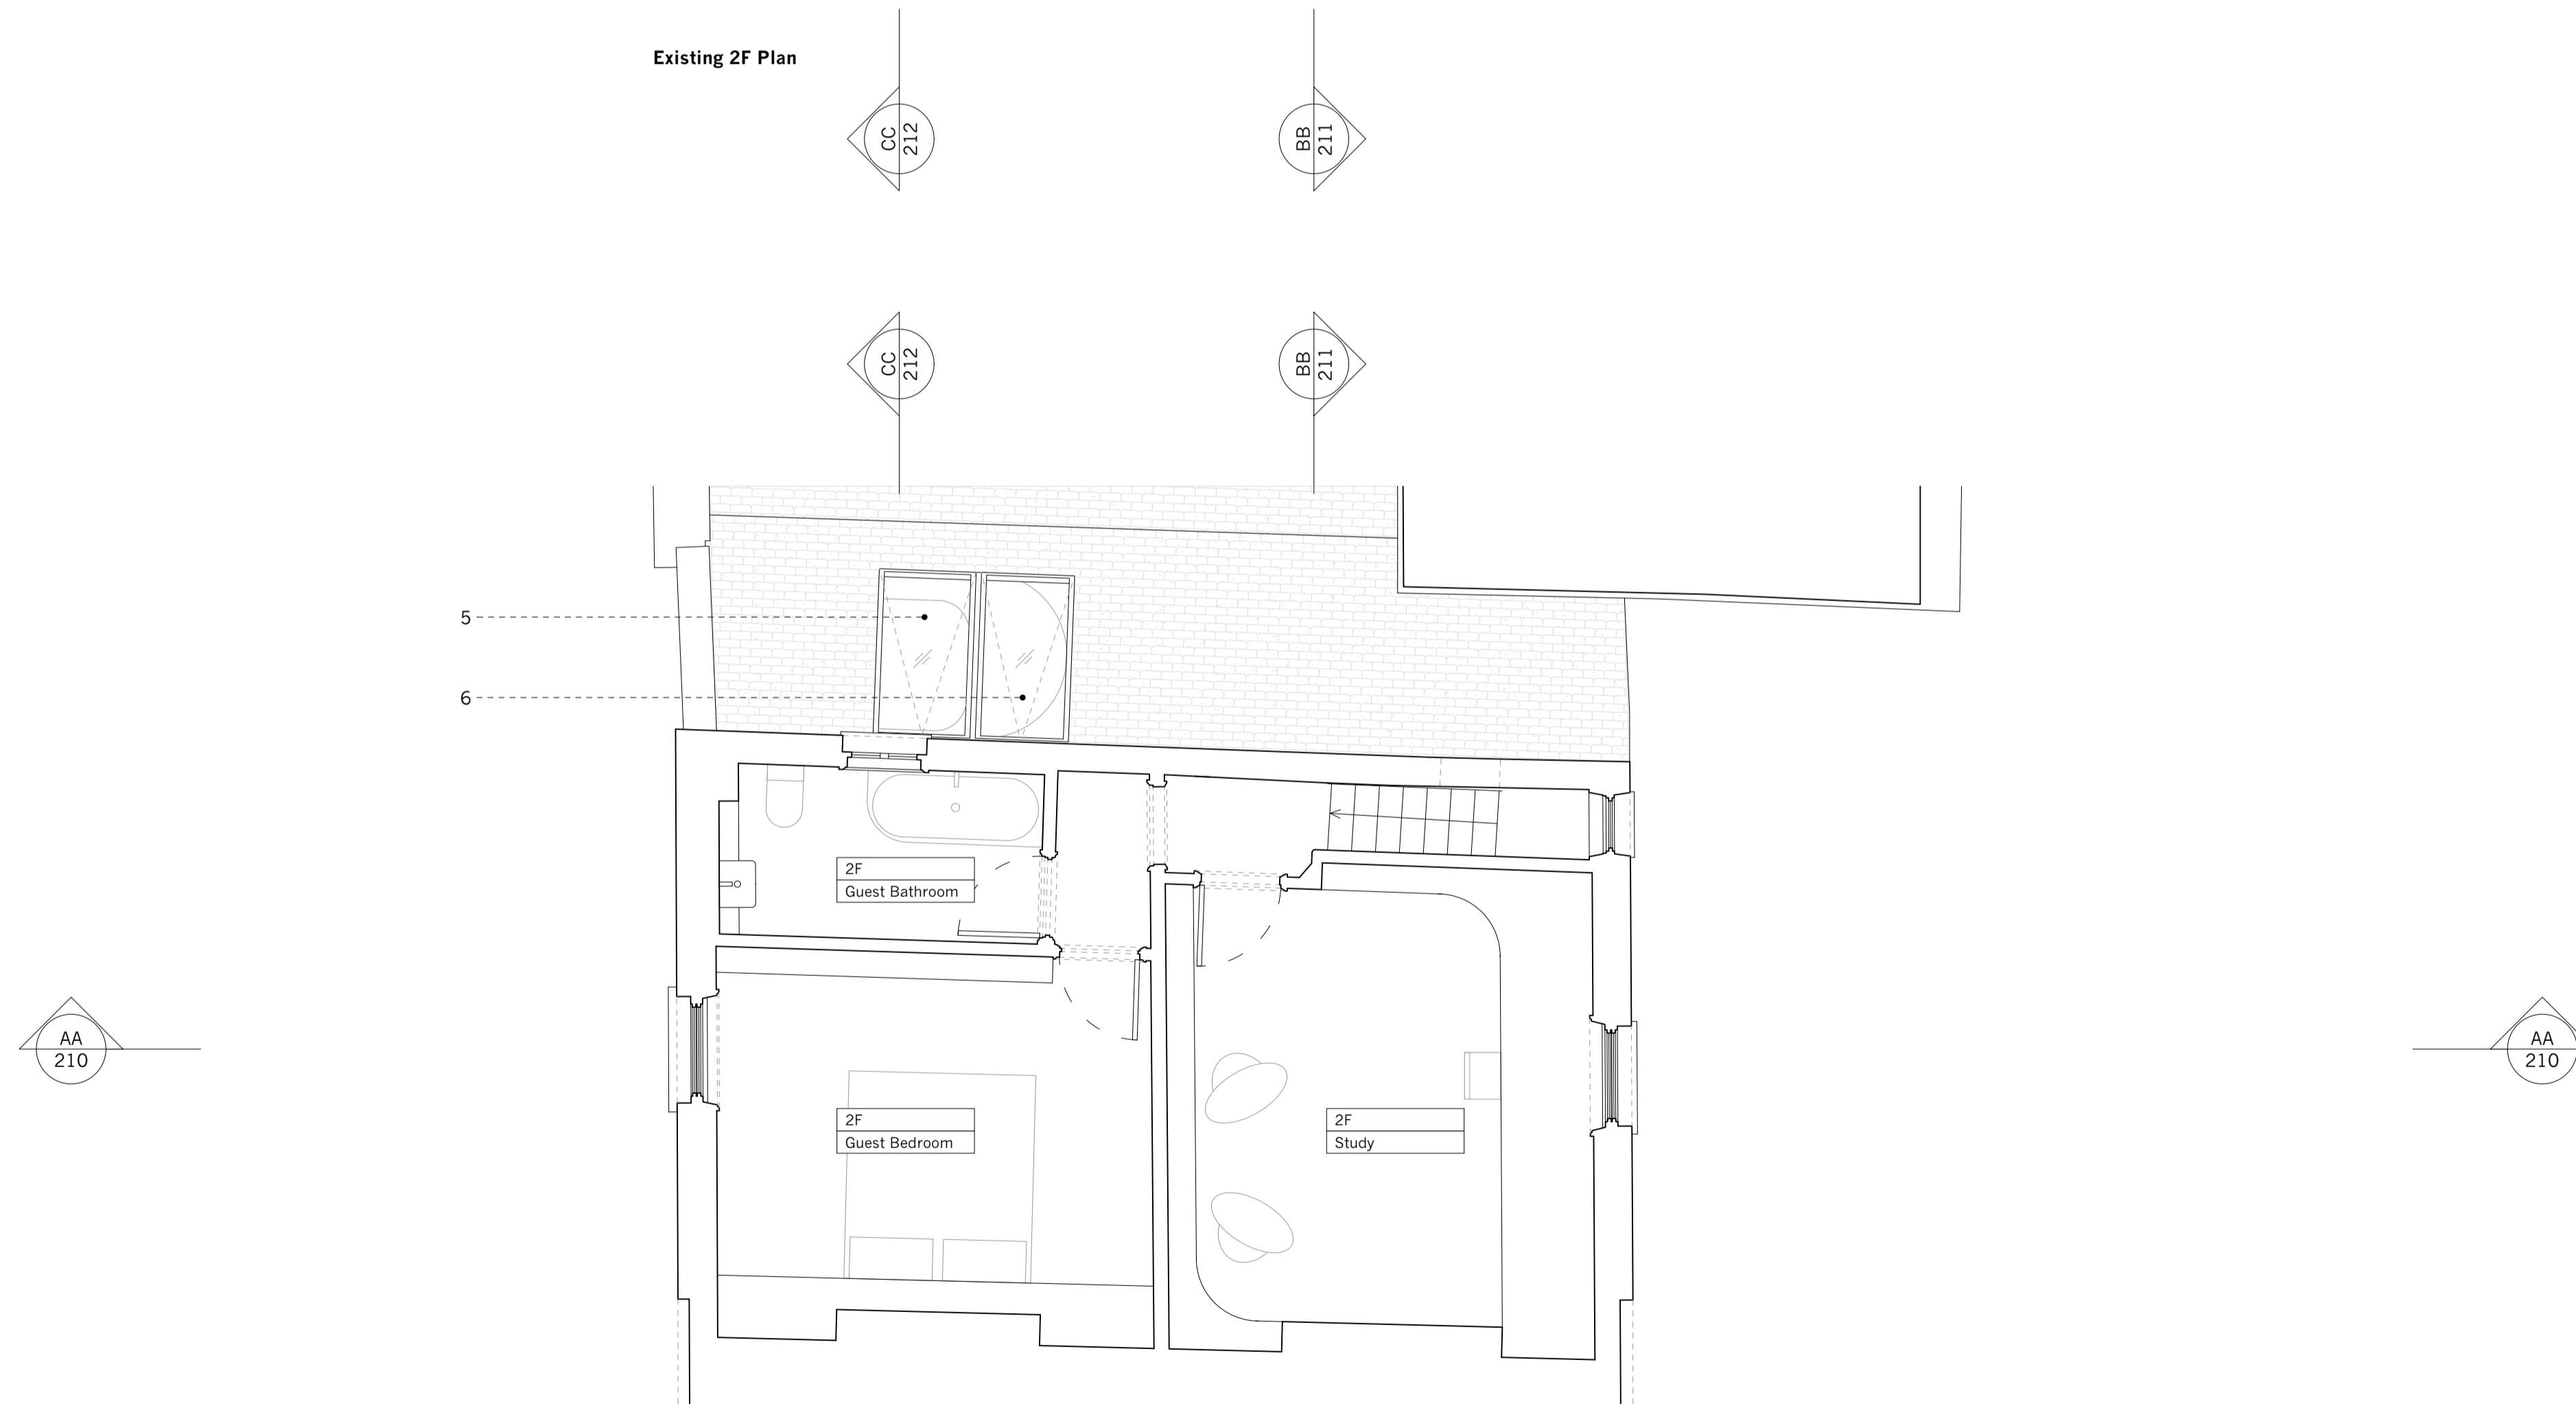 Existing 2F Plan
CC
212
BB
211
CC
212
BB
211
5
6
2F
Guest Bathroom
AA
210
AA
210
2F
Guest Bedroom
2F
Study